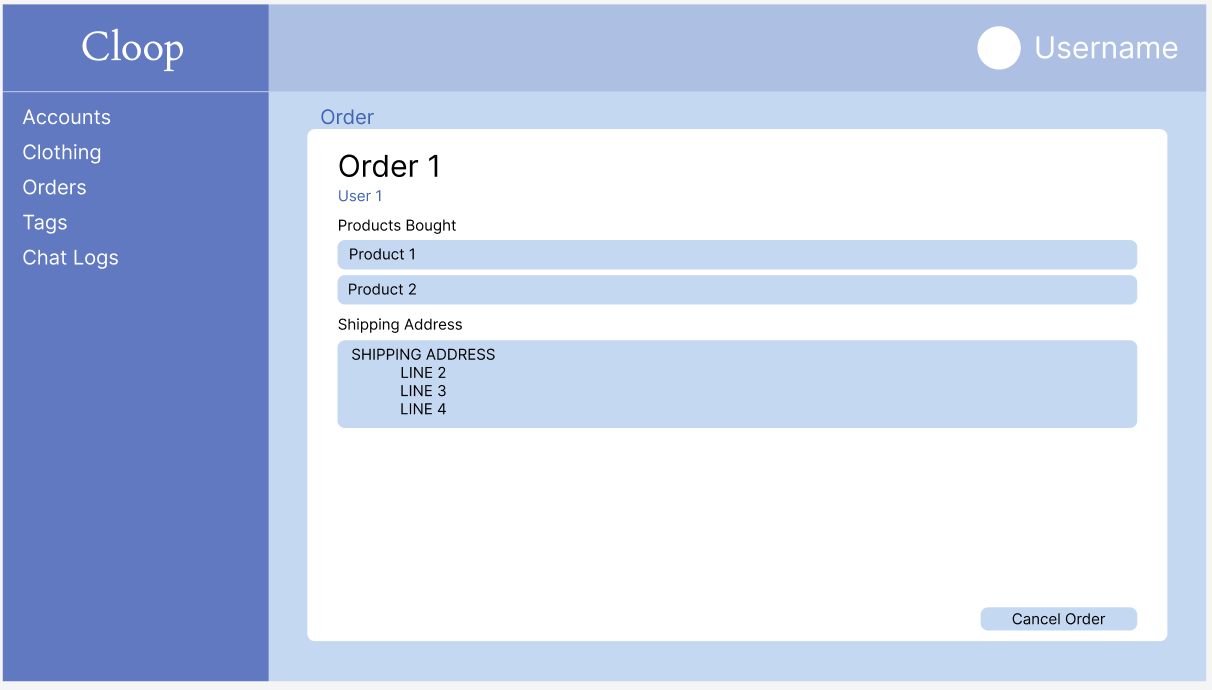 Cloop
Username
Accounts
Clothing
Orders
Tags
Chat Logs
Order
Order 1
User 1
Products Bought
Product 1
Product 2
Shipping Address
SHIPPING ADDRESS
LINE 2
LINE 3
LINE 4
Cancel Order